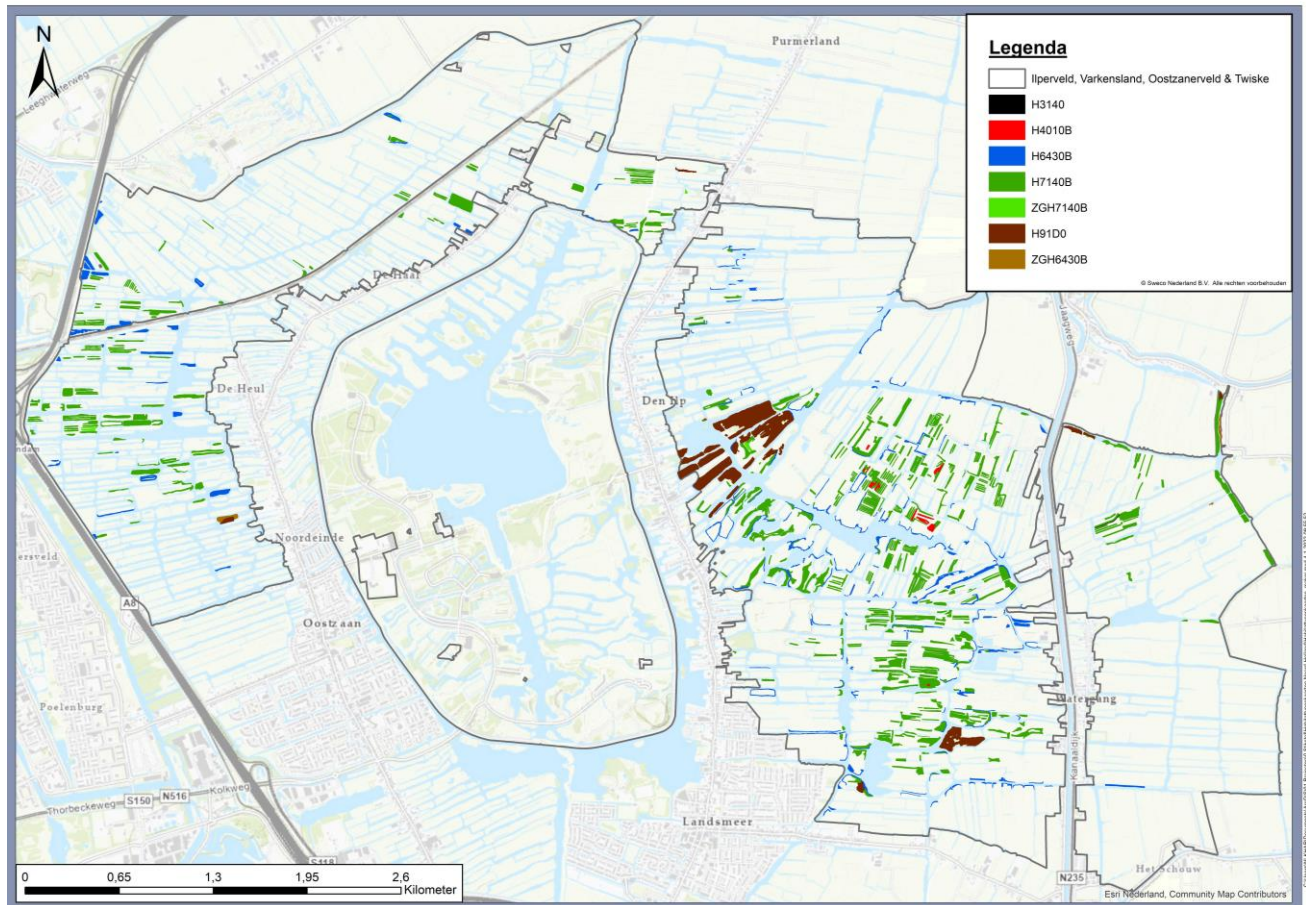 N
Leeghwaterweg
Purmerland
Legenda
Ilperveld, Varkensland, Oostzanerveld & Twiske
H3140
H4010B
H6430B
H7140B
ZGH7140B
H91D0
ZGH6430B
© Sweco Nederland B.V. Alle rechten voorbehouden
Jaagweg
De Haal
De Heul
Den Ilp
Noordeinde
ersveld
A8
Oostzaan
Poelenburg
Watergang
Kanaaldijk
Thorbeckeweg
S150
N516
Kolkweg
Landsmeer
S118
N235
Het Schouw
0 0,65 1,3 1,95 2,6
Kilometer
Esri Nederland, Community Map Contributors